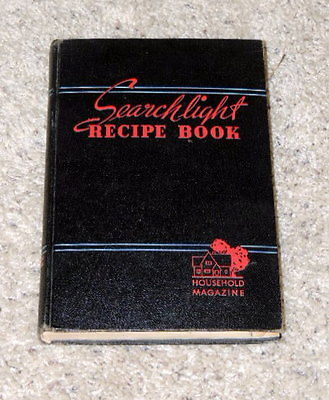 Searchlight
RECIPE BOOK
HOUSEHOLD
MAGAZINE